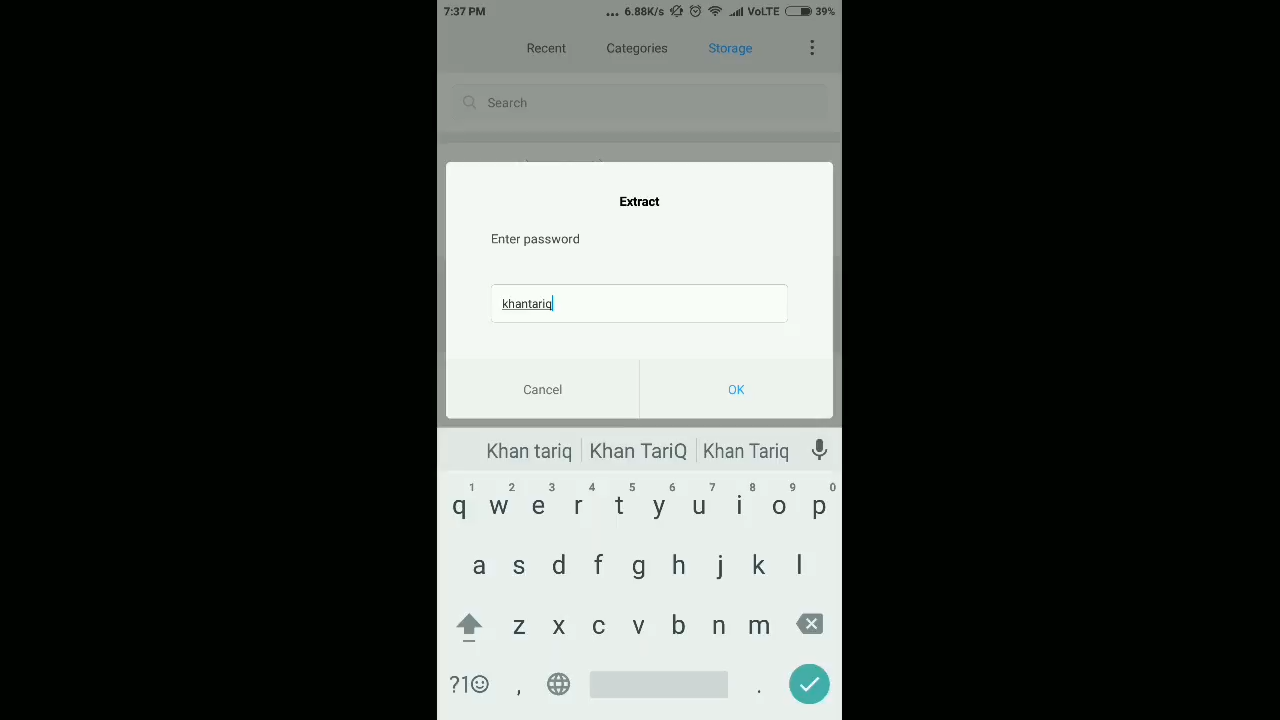 7:37 PM ... 6.88K/s VoLTE 39%
Recent Categories Storage
Search
Extract
Enter password
khantariq
Cancel OK
Khan tariq Khan TariQ Khan Tariq
1 2 3 4 5 6 7 8 9 0
q w e r t y u i o p
a s d f g h j k l
z x c v b n m
?1☺ , .